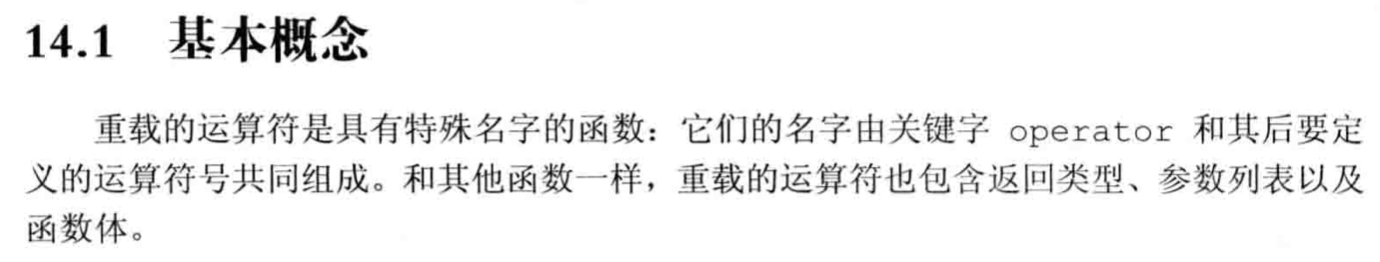 14.1 基本概念
重载的运算符是具有特殊名字的函数：它们的名字由关键字 operator 和其后要定
义的运算符号共同组成。和其他函数一样，重载的运算符也包含返回类型、参数列表以及
函数体。